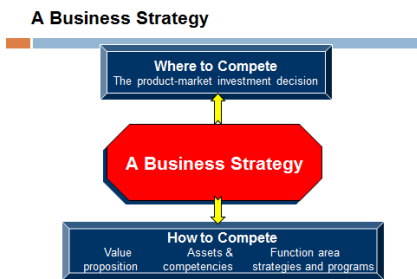 A Business Strategy
Where to Compete
The product-market investment decision
A Business Strategy
How to Compete
Value Assets & Function area
proposition competencies strategies and programs